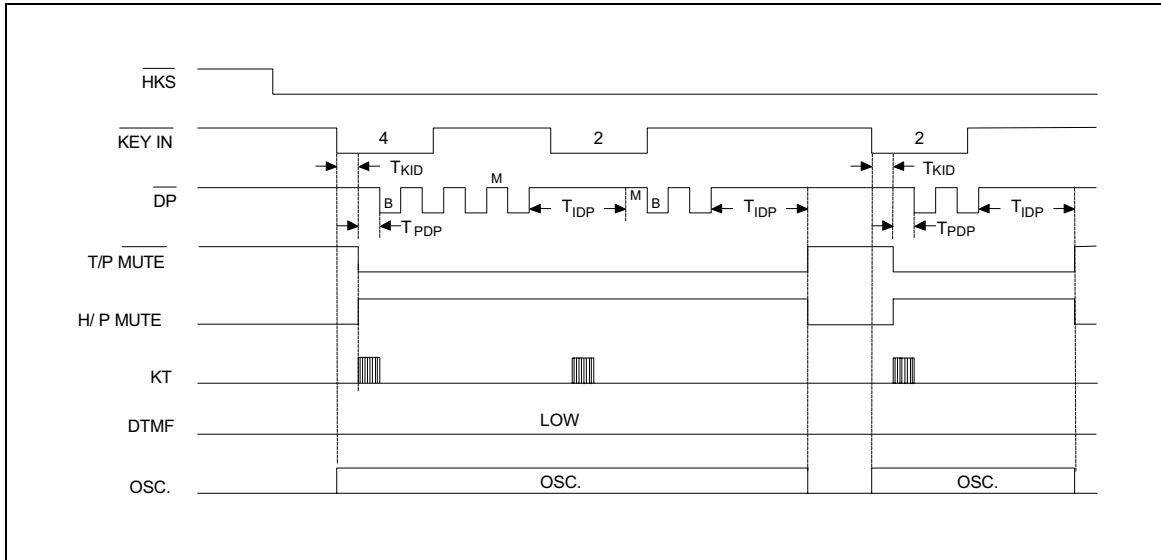 HKS
KEY IN
4
2
2
TKID
TKID
M
DP
B
TIDP
M
B
TIDP
TIDP
TPDP
TPDP
T/P MUTE
H/ P MUTE
KT
DTMF
LOW
OSC.
OSC.
OSC.